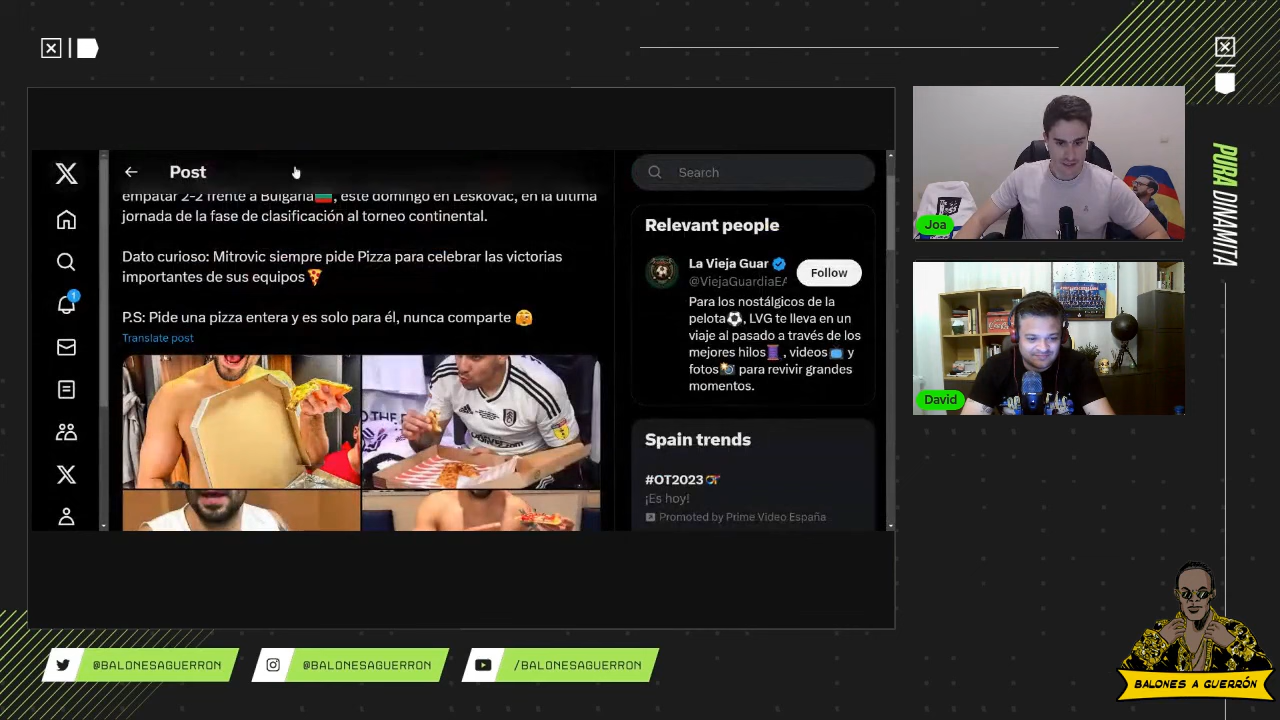 Post
empatar 2-2 frente a Bulgaria🇧🇬, este domingo en Leskovac, en la última
jornada de la fase de clasificación al torneo continental.
Dato curioso: Mitrovic siempre pide Pizza para celebrar las victorias
importantes de sus equipos🍕
P.S: Pide una pizza entera y es solo para él, nunca comparte
Translate post
1
Search
Relevant people
La Vieja Guar
@ViejaGuardiaEA
Follow
Para los nostálgicos de la
pelota⚽, LVG te lleva en un
viaje al pasado a través de los
mejores hilos🧵, videos📺 y
fotos📸 para revivir grandes
momentos.
Spain trends
#OT2023
¡Es hoy!
Promoted by Prime Video España
Joa
David
PURA DINAMITA
@BALONESAGUERRON
@BALONESAGUERRON
/BALONESAGUERRON
BALONES A GUERRÓN